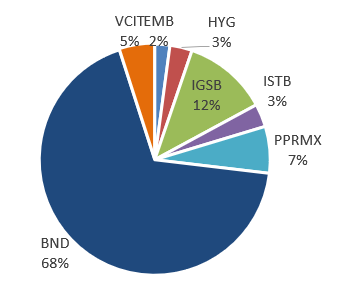 VCIT
5%
EMB
2%
HYG
3%
IGSB
12%
ISTB
3%
PPRMX
7%
BND
68%